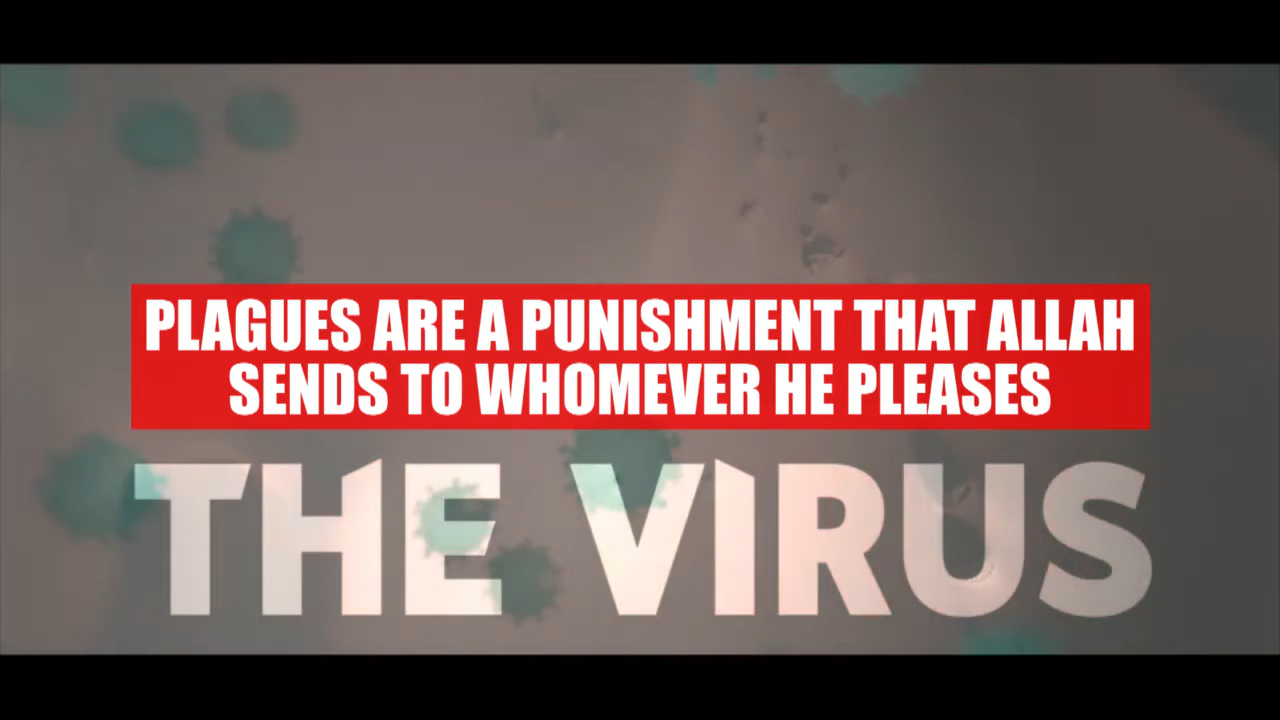 PLAGUES ARE A PUNISHMENT THAT ALLAH
SENDS TO WHOMEVER HE PLEASES
THE VIRUS